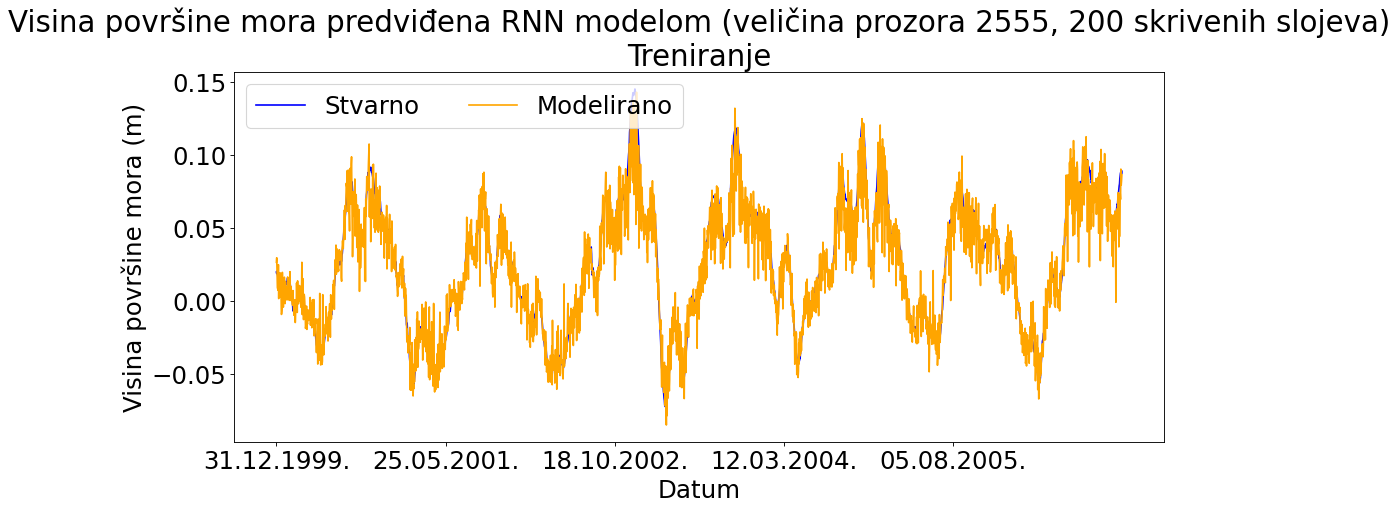 Visina površine mora predviđena RNN modelom (veličina prozora 2555, 200 skrivenih slojeva)
Treniranje
Stvarno
Modelirano
Visina površine mora (m)
0.15
0.10
0.05
0.00
−0.05
31.12.1999.
25.05.2001.
18.10.2002.
12.03.2004.
05.08.2005.
Datum